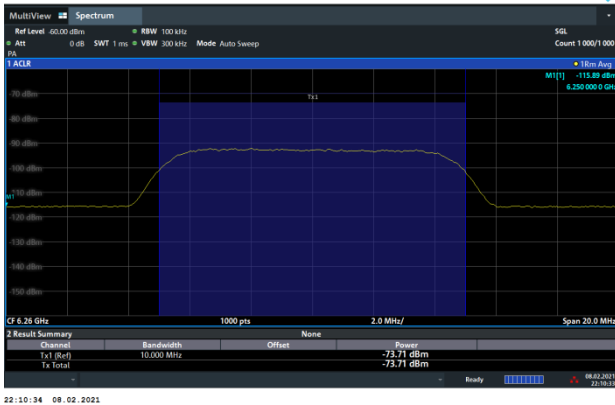 MultiView Spectrum
Ref Level -60.00 dBm RBW 100 kHz SGL
Att 0 dB SWT 1 ms VBW 300 kHz Mode Auto Sweep Count 1000/1000
PA
1 ACLR 1Rm Avg
M1[1] -115.89 dBm
6.250 000 0 GHz
-70 dBm
Tx1
-80 dBm
-90 dBm
-100 dBm
M1
-110 dBm
-120 dBm
-130 dBm
-140 dBm
-150 dBm
CF 6.26 GHz 1000 pts 2.0 MHz/ Span 20.0 MHz
2 Result Summary None
Channel Bandwidth Offset Power
Tx1 (Ref) 10.000 MHz -73.71 dBm
Tx Total -73.71 dBm
Ready 08.02.2021
22:10:33
22:10:34 08.02.2021